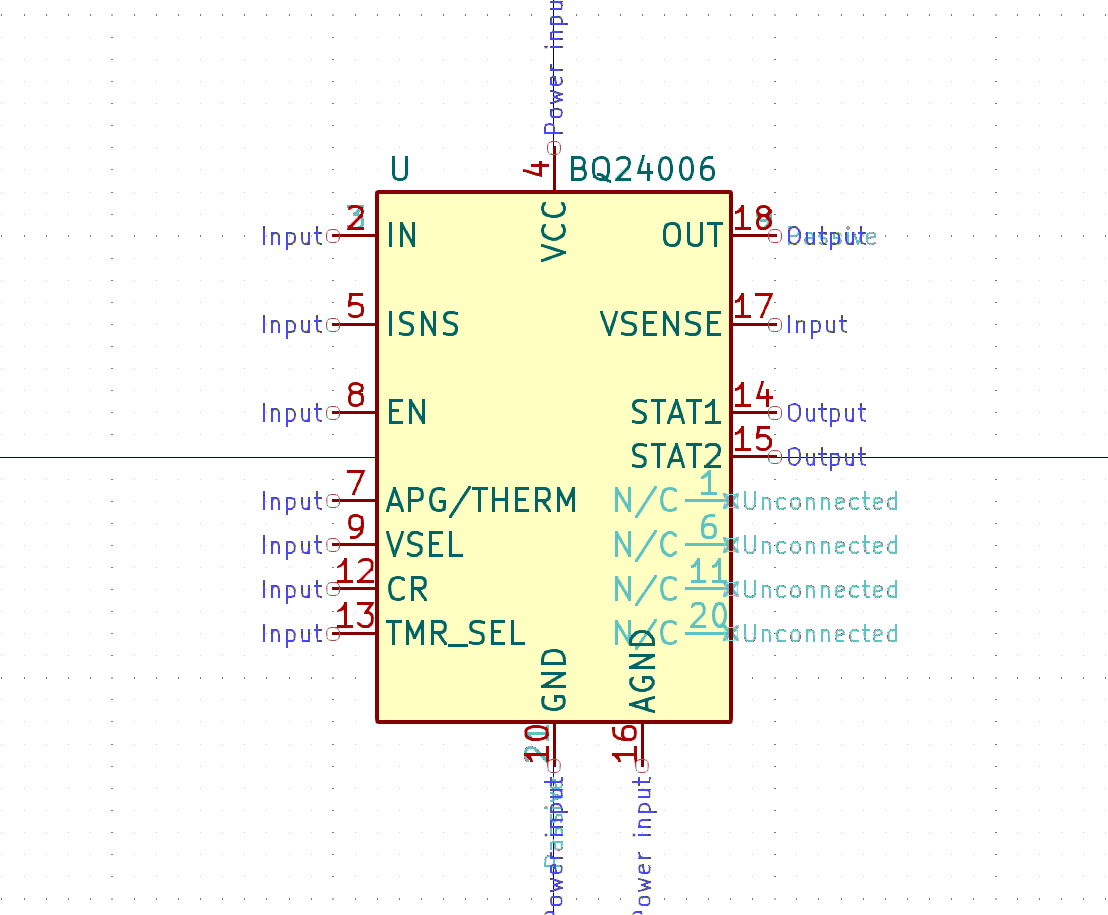 Power input
U 4 BQ24006
VCC
Input 2 IN OUT 18 Output
Passive
Input 5 ISNS VSENSE 17 Input
Input 8 EN STAT1 14 Output
STAT2 15 Output
Input 7 APG/THERM N/C 1 Unconnected
Input 9 VSEL N/C 6 Unconnected
Input 12 CR N/C 11 Unconnected
Input 13 TMR_SEL N/C 20 Unconnected
GND AGND
10 16
21
Power input Power input
Passive